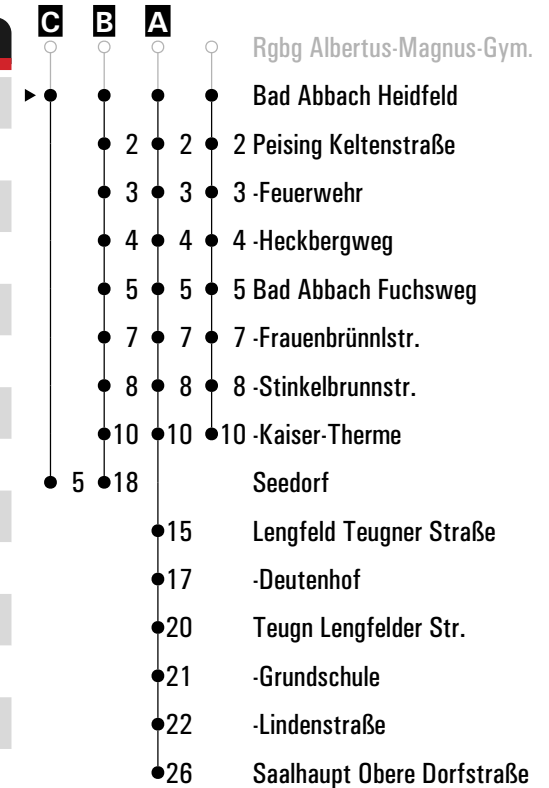 C B A
Rgbg Albertus-Magnus-Gym.
Bad Abbach Heidfeld
2 2 2 Peising Keltenstraße
3 3 3 -Feuerwehr
4 4 4 -Heckbergweg
5 5 5 Bad Abbach Fuchsweg
7 7 7 -Frauenbrünnlstr.
8 8 8 -Stinkelbrunnstr.
10 10 10 -Kaiser-Therme
5 18 Seedorf
15 Lengfeld Teugner Straße
17 -Deutenhof
20 Teugn Lengfelder Str.
21 -Grundschule
22 -Lindenstraße
26 Saalhaupt Obere Dorfstraße